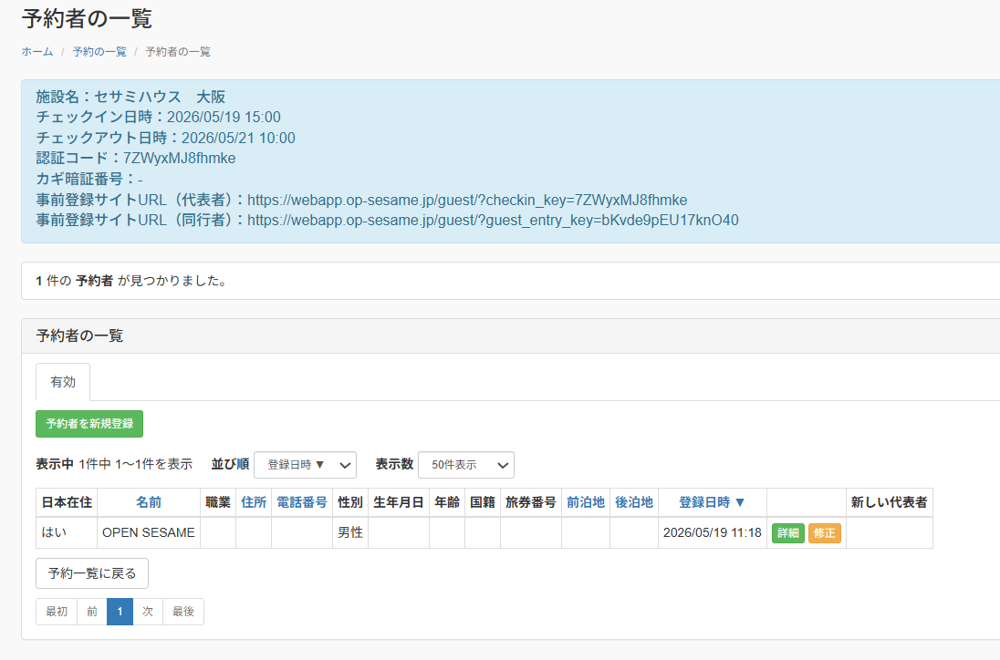 予約者の一覧
ホーム / 予約の一覧 / 予約者の一覧
施設名：セサミハウス　大阪
チェックイン日時：2026/05/19 15:00
チェックアウト日時：2026/05/21 10:00
認証コード：7ZWyxMJ8fhmke
カギ暗証番号：-
事前登録サイトURL（代表者）：https://webapp.op-sesame.jp/guest/?checkin_key=7ZWyxMJ8fhmke
事前登録サイトURL（同行者）：https://webapp.op-sesame.jp/guest/?guest_entry_key=bKvde9pEU17knO40
1 件の 予約者 が見つかりました。
予約者の一覧
有効
予約者を新規登録
表示中 1件中 1～1件を表示 並び順 登録日時 ▼ 表示数 50件表示
日本在住 名前 職業 住所 電話番号 性別 生年月日 年齢 国籍 旅券番号 前泊地 後泊地 登録日時 ▼ 新しい代表者
はい OPEN SESAME 男性 2026/05/19 11:18 詳細 修正
予約一覧に戻る
最初 前 1 次 最後